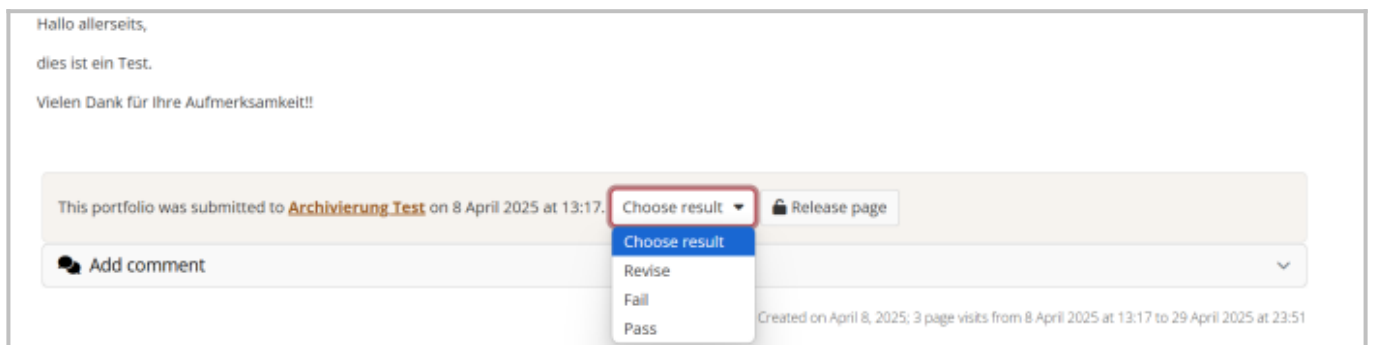 Hallo allerseits,
dies ist ein Test.
Vielen Dank für Ihre Aufmerksamkeit!!
This portfolio was submitted to Archivierung Test on 8 April 2025 at 13:17. Choose result Release page
Choose result
Add comment
Revise
Fail
Pass
Created on April 8, 2025; 3 page visits from 8 April 2025 at 13:17 to 29 April 2025 at 23:51